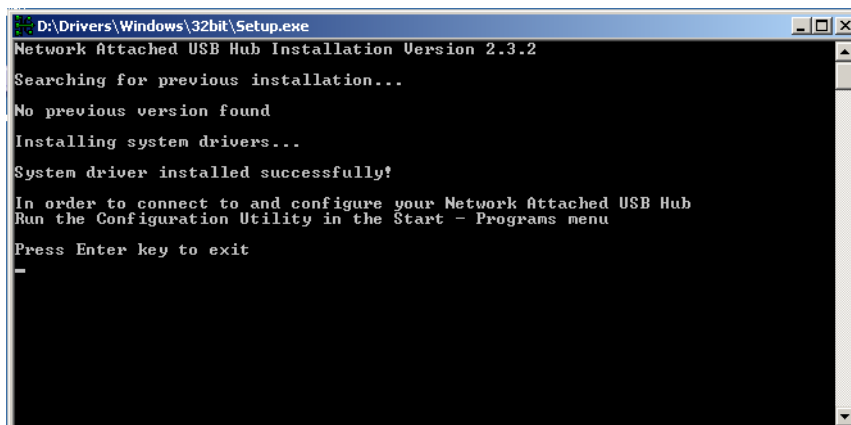 D:\Drivers\Windows\32bit\Setup.exe
Network Attached USB Hub Installation Version 2.3.2
Searching for previous installation...
No previous version found
Installing system drivers...
System driver installed successfully!
In order to connect to and configure your Network Attached USB Hub
Run the Configuration Utility in the Start - Programs menu
Press Enter key to exit